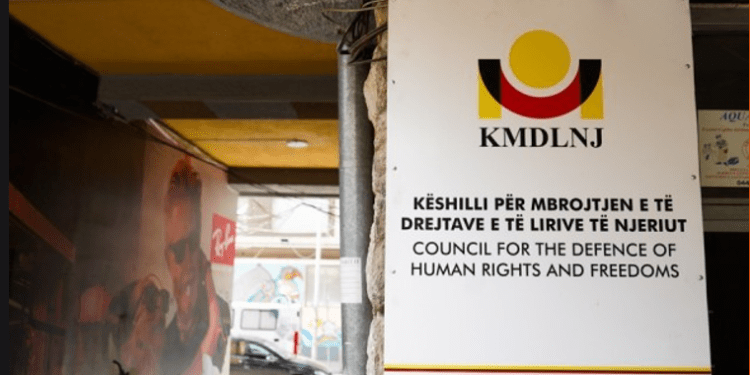 KMDLNJ
KËSHILLI PËR MBROJTJEN E TË
DREJTAVE E TË LIRIVE TË NJERIUT
COUNCIL FOR THE DEFENCE OF
HUMAN RIGHTS AND FREEDOMS
Ray-Ban
AQUA